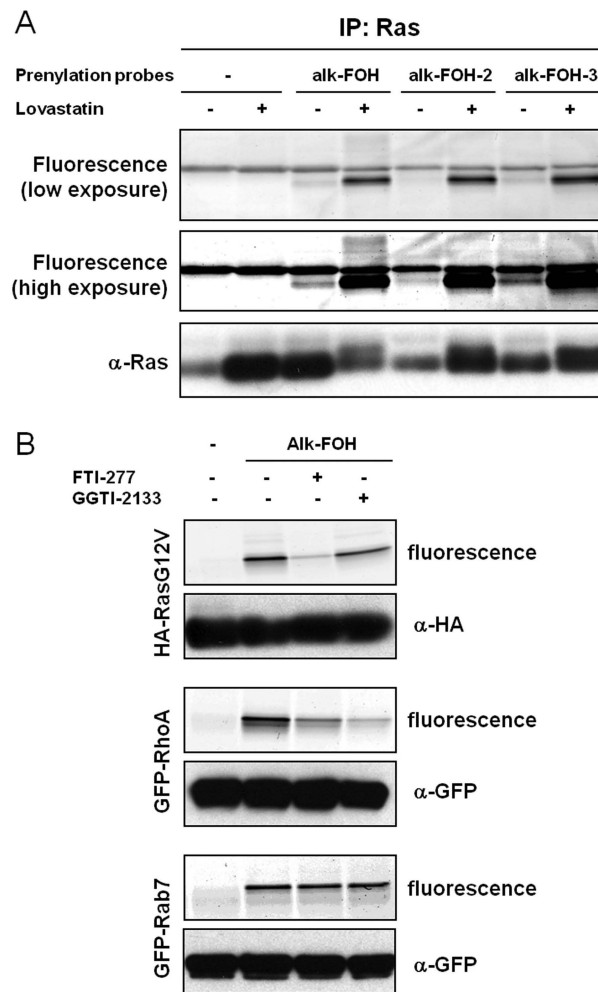 A
IP: Ras
Prenylation probes - alk-FOH alk-FOH-2 alk-FOH-3
Lovastatin - + - + - + - +
Fluorescence
(low exposure)
Fluorescence
(high exposure)
α-Ras
B
- Alk-FOH
FTI-277 - - + -
GGTI-2133 - - - +
HA-RasG12V
fluorescence
α-HA
GFP-RhoA
fluorescence
α-GFP
GFP-Rab7
fluorescence
α-GFP